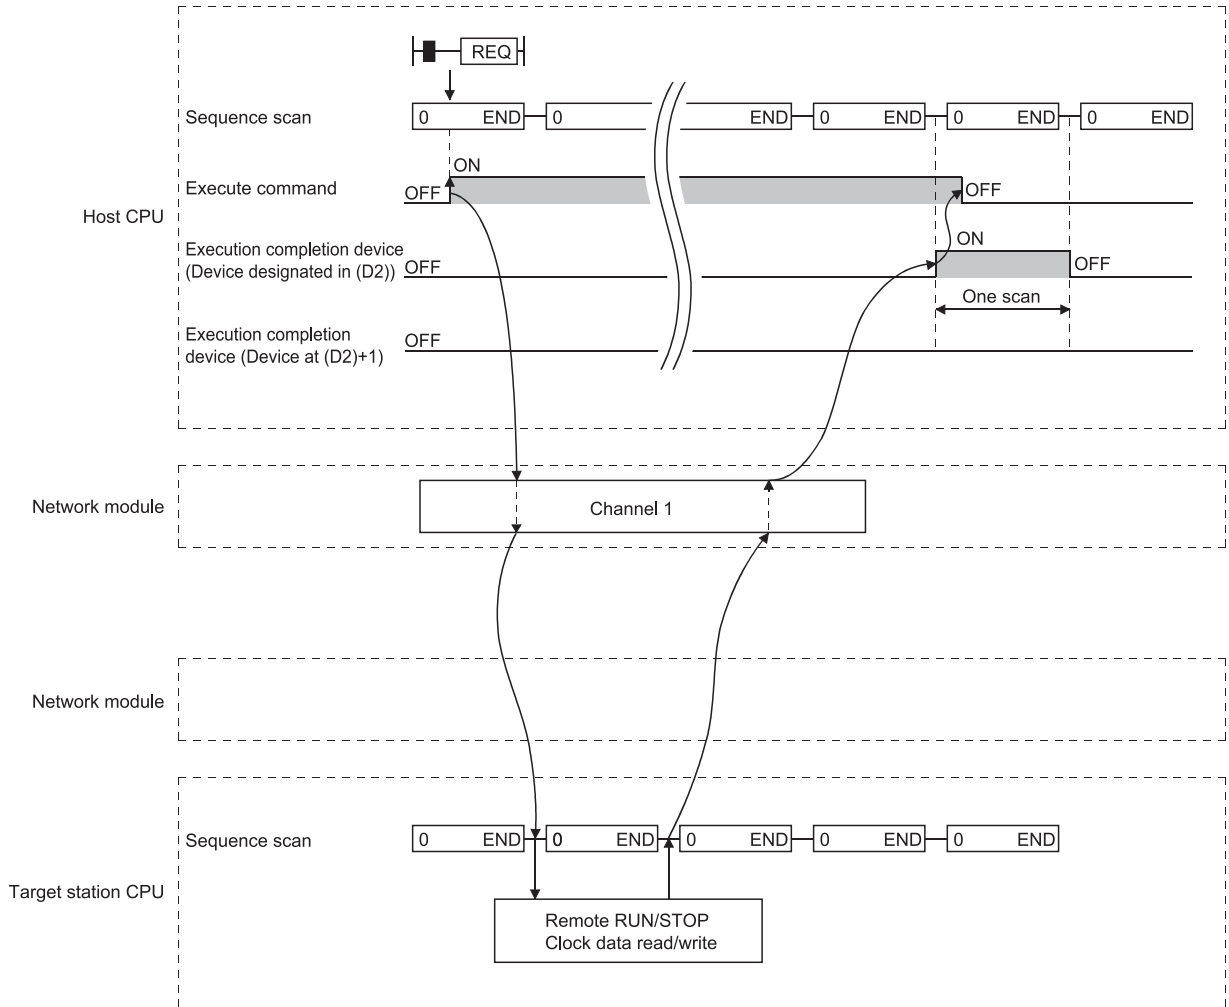 REQ
Sequence scan
0 END 0 END 0 END 0 END 0 END
ON
Execute command
OFF
OFF
Host CPU
ON
Execution completion device
(Device designated in (D2))
OFF
OFF
One scan
Execution completion
device (Device at (D2)+1)
OFF
Network module
Channel 1
Network module
Sequence scan
0 END 0 END 0 END 0 END 0 END
Target station CPU
Remote RUN/STOP
Clock data read/write